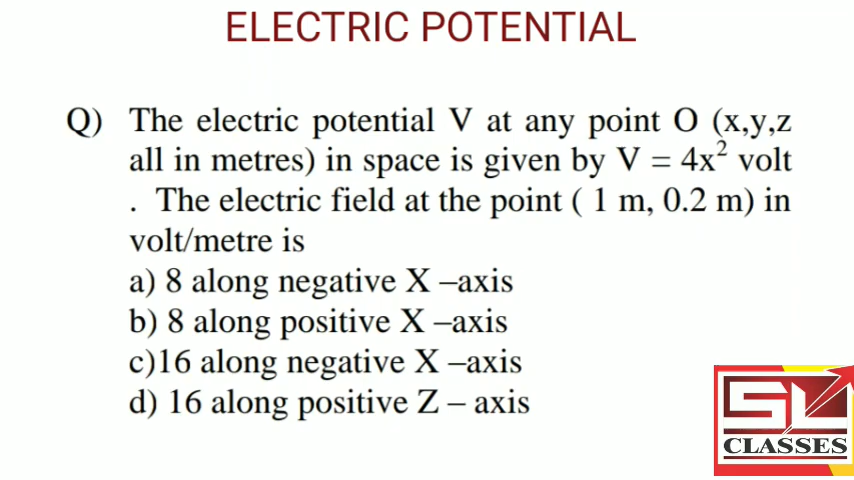 ELECTRIC POTENTIAL
Q) The electric potential V at any point O (x,y,z
all in metres) in space is given by V = 4x² volt
. The electric field at the point ( 1 m, 0.2 m) in
volt/metre is
a) 8 along negative X –axis
b) 8 along positive X –axis
c)16 along negative X –axis
d) 16 along positive Z – axis
SL
CLASSES